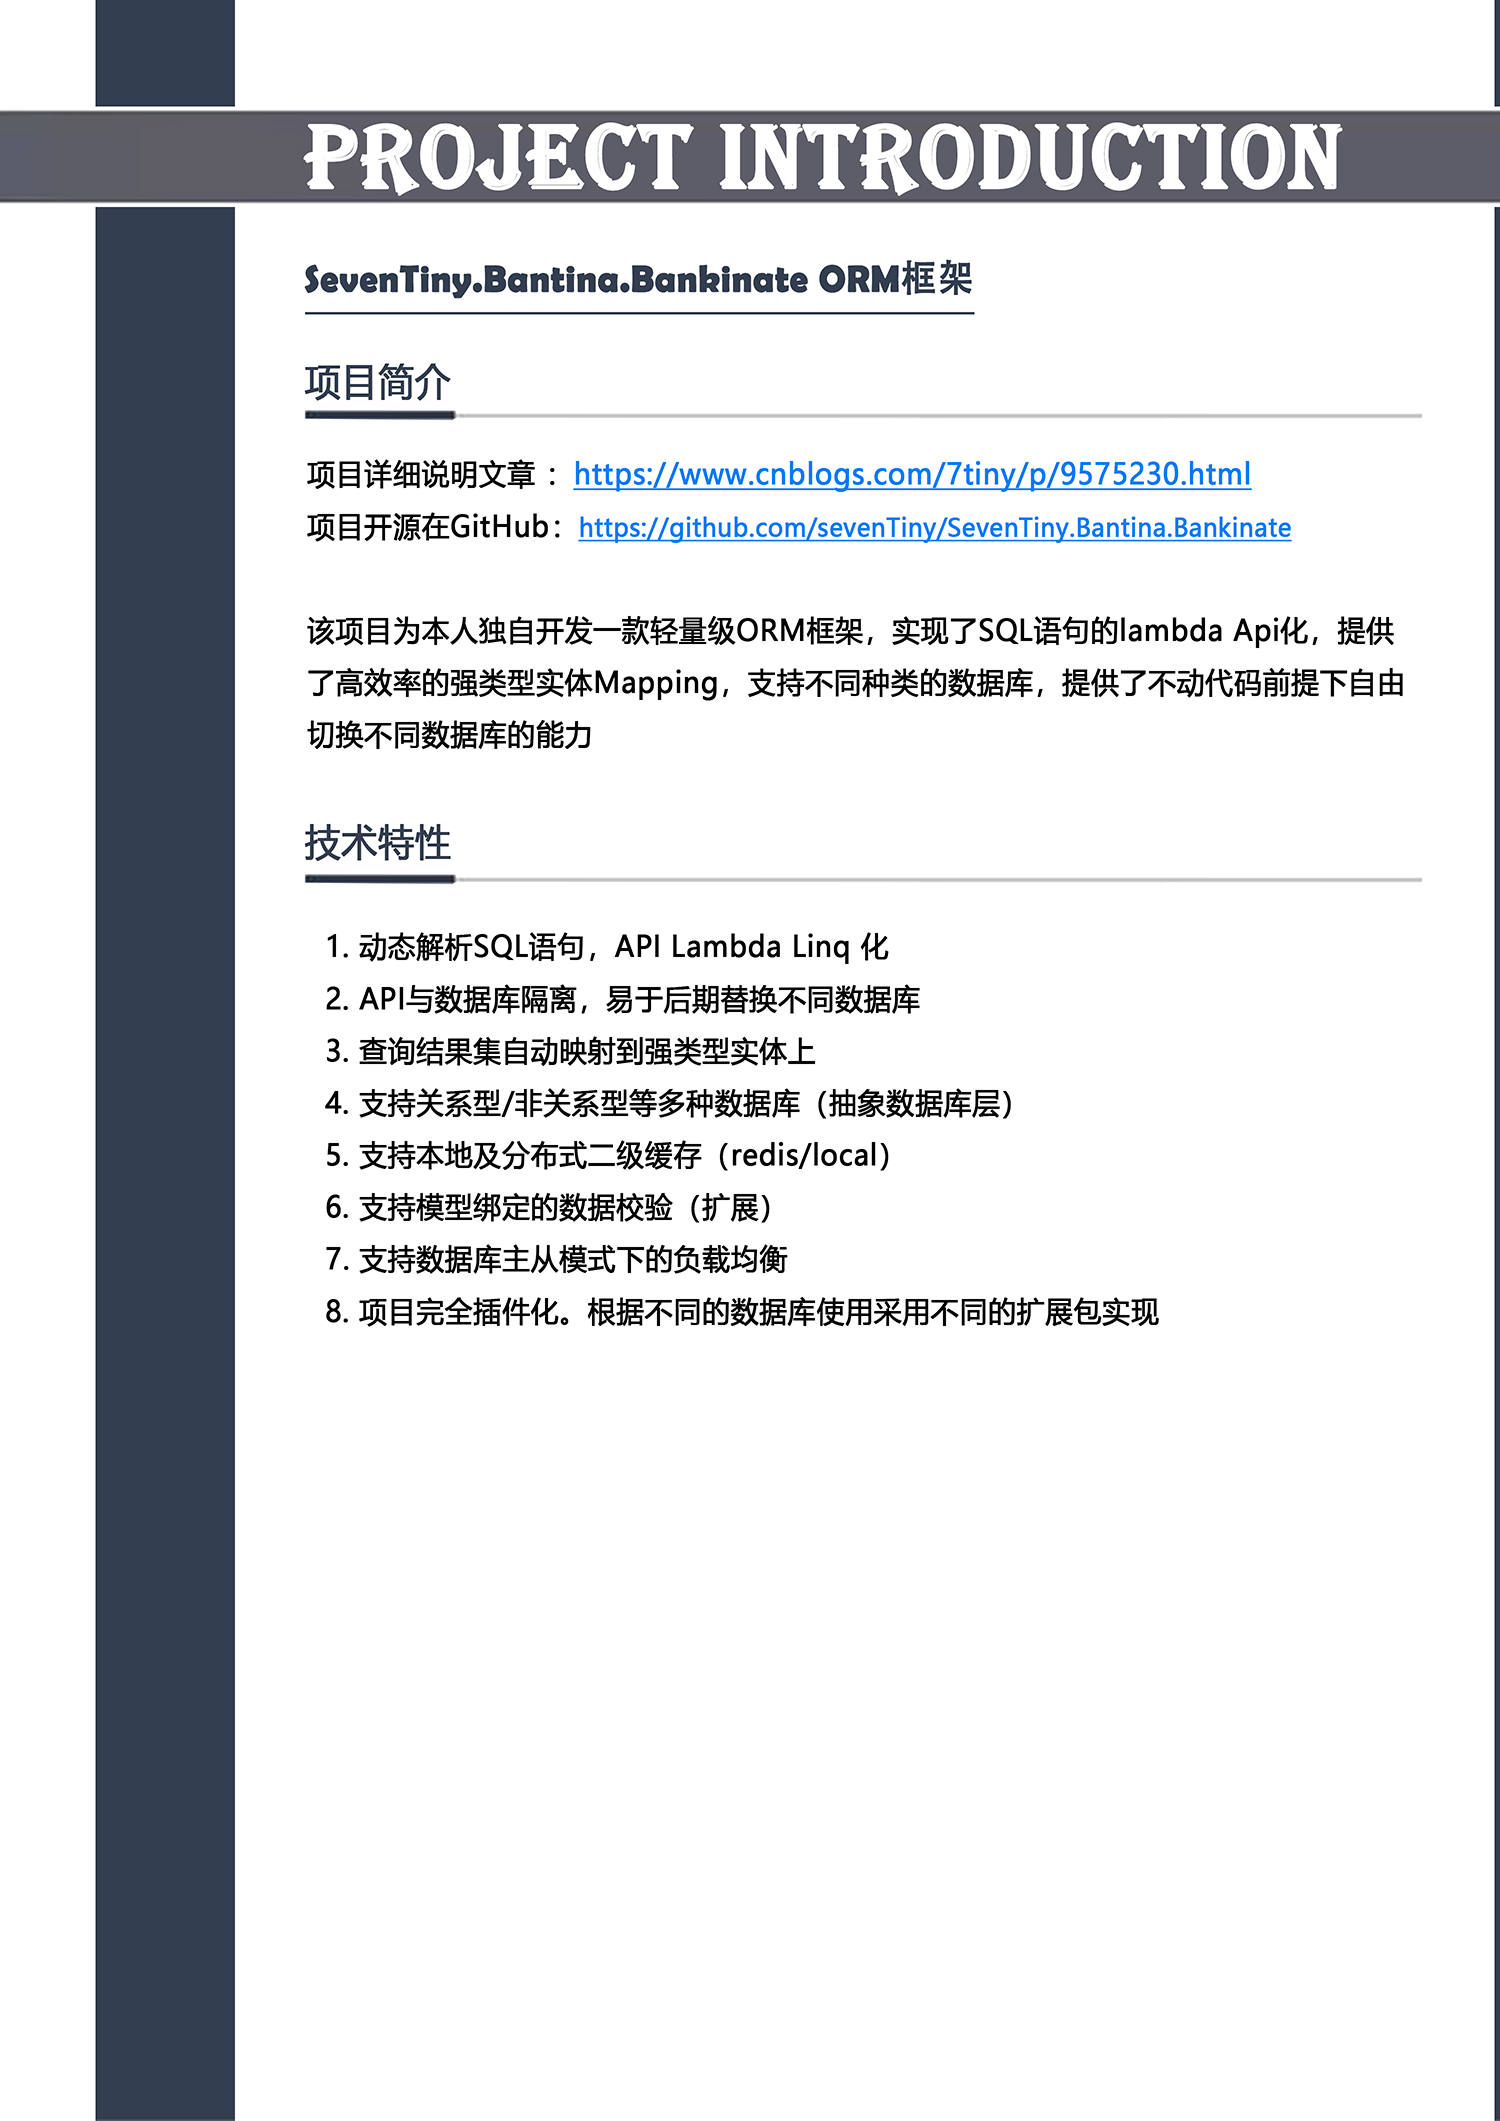 PROJECT INTRODUCTION
SevenTiny.Bantina.Bankinate ORM框架
项目简介
项目详细说明文章 ：https://www.cnblogs.com/7tiny/p/9575230.html
项目开源在GitHub：https://github.com/sevenTiny/SevenTiny.Bantina.Bankinate
该项目为本人独自开发一款轻量级ORM框架，实现了SQL语句的lambda Api化，提供
了高效率的强类型实体Mapping，支持不同种类的数据库，提供了不动代码前提下自由
切换不同数据库的能力
技术特性
1. 动态解析SQL语句，API Lambda Linq 化
2. API与数据库隔离，易于后期替换不同数据库
3. 查询结果集自动映射到强类型实体上
4. 支持关系型/非关系型等多种数据库（抽象数据库层）
5. 支持本地及分布式二级缓存（redis/local）
6. 支持模型绑定的数据校验（扩展）
7. 支持数据库主从模式下的负载均衡
8. 项目完全插件化。根据不同的数据库使用采用不同的扩展包实现